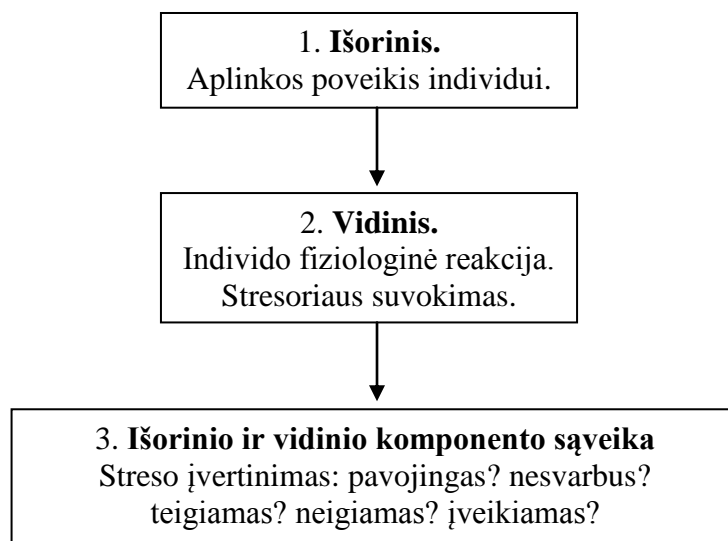 1. Išorinis.
Aplinkos poveikis individui.
2. Vidinis.
Individo fiziologinė reakcija.
Stresoriaus suvokimas.
3. Išorinio ir vidinio komponento sąveika
Streso įvertinimas: pavojingas? nesvarbus?
teigiamas? neigiamas? įveikiamas?